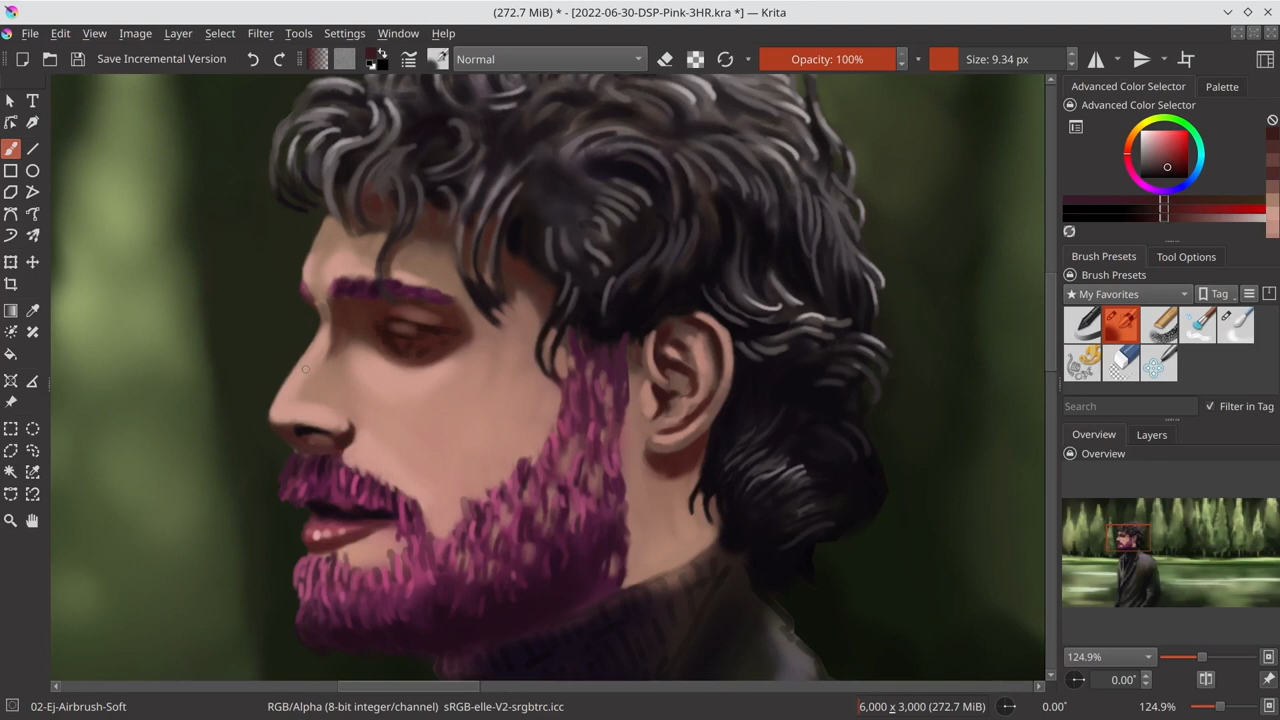 (272.7 MiB) * - [2022-06-30-DSP-Pink-3HR.kra *] — Krita
File Edit View Image Layer Select Filter Tools Settings Window Help
Save Incremental Version Normal Opacity: 100% Size: 9.34 px
Advanced Color Selector Palette
Advanced Color Selector
Brush Presets Tool Options
Brush Presets
★ My Favorites Tag
Search Filter in Tag
Overview Layers
Overview
124.9%
0.00°
02-Ej-Airbrush-Soft RGB/Alpha (8-bit integer/channel) sRGB-elle-V2-srgbtrc.icc 6,000 x 3,000 (272.7 MiB) 0.00° 124.9%